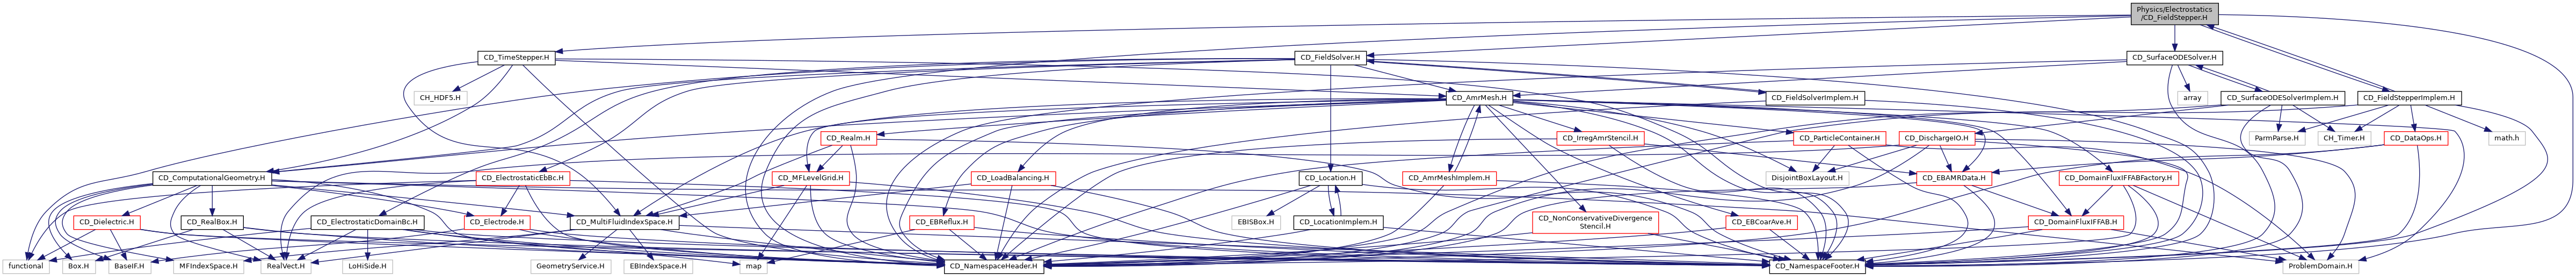 Physics/Electrostatics
/CD_FieldStepper.H
CD_TimeStepper.H
CD_FieldSolver.H
CD_SurfaceODESolver.H
CH_HDF5.H
CD_AmrMesh.H
CD_FieldSolverImplem.H
array
CD_SurfaceODESolverImplem.H
CD_FieldStepperImplem.H
CD_Realm.H
CD_IrregAmrStencil.H
CD_ParticleContainer.H
CD_DischargeIO.H
ParmParse.H
CH_Timer.H
CD_DataOps.H
math.h
CD_ComputationalGeometry.H
CD_ElectrostaticEbBc.H
CD_MFLevelGrid.H
CD_LoadBalancing.H
CD_Location.H
CD_AmrMeshImplem.H
DisjointBoxLayout.H
CD_EBAMRData.H
CD_DomainFluxIFFABFactory.H
CD_Dielectric.H
CD_RealBox.H
CD_ElectrostaticDomainBc.H
CD_Electrode.H
CD_MultiFluidIndexSpace.H
CD_EBReflux.H
EBISBox.H
CD_LocationImplem.H
CD_NonConservativeDivergence
Stencil.H
CD_EBCoarAve.H
CD_DomainFluxIFFAB.H
functional
Box.H
BaseIF.H
MFIndexSpace.H
RealVect.H
LoHiSide.H
GeometryService.H
EBIndexSpace.H
map
CD_NamespaceHeader.H
CD_NamespaceFooter.H
ProblemDomain.H